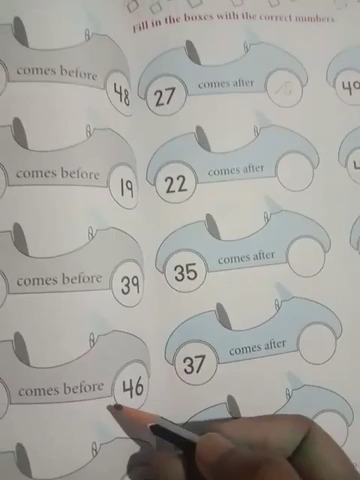 Fill in the boxes with the correct numbers
comes before 48
27 comes after
40
comes before 19
22 comes after
comes before 39
35 comes after
comes before 46
37 comes after